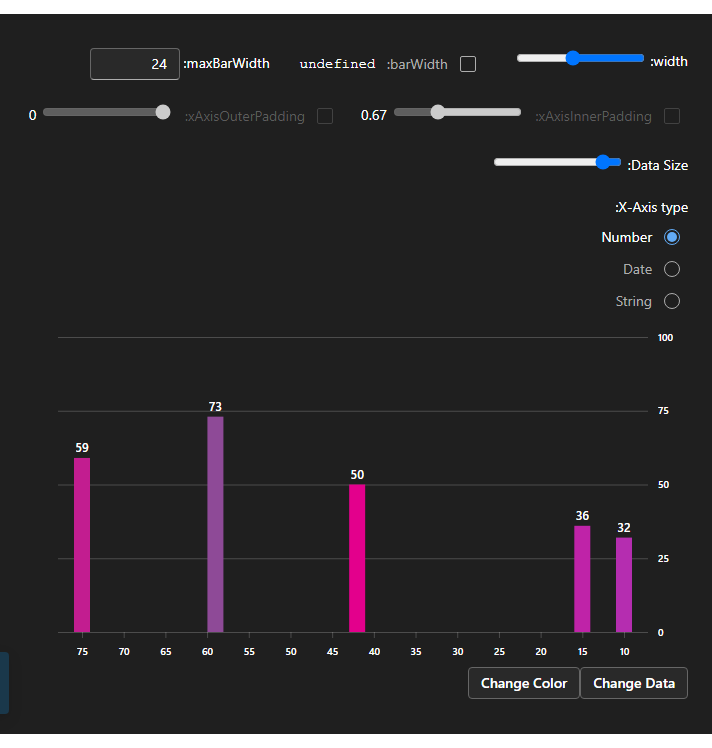 :width
undefined :barWidth
24 :maxBarWidth
:xAxisInnerPadding 0.67
:xAxisOuterPadding 0
:Data Size
:X-Axis type
Number
Date
String
100
75
50
25
0
59
73
50
36
32
75 70 65 60 55 50 45 40 35 30 25 20 15 10
Change Color Change Data